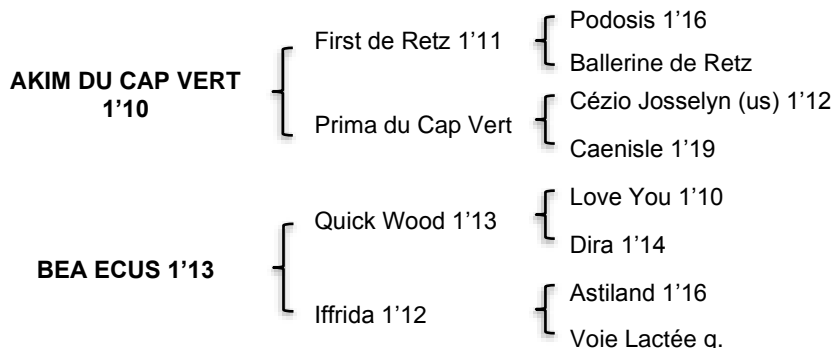 Podosis 1’16
First de Retz 1’11
Ballerine de Retz
AKIM DU CAP VERT
1’10
Cézio Josselyn (us) 1’12
Prima du Cap Vert
Caenisle 1’19
Love You 1’10
Quick Wood 1’13
Dira 1’14
BEA ECUS 1’13
Astiland 1’16
Iffrida 1’12
Voie Lactée q.